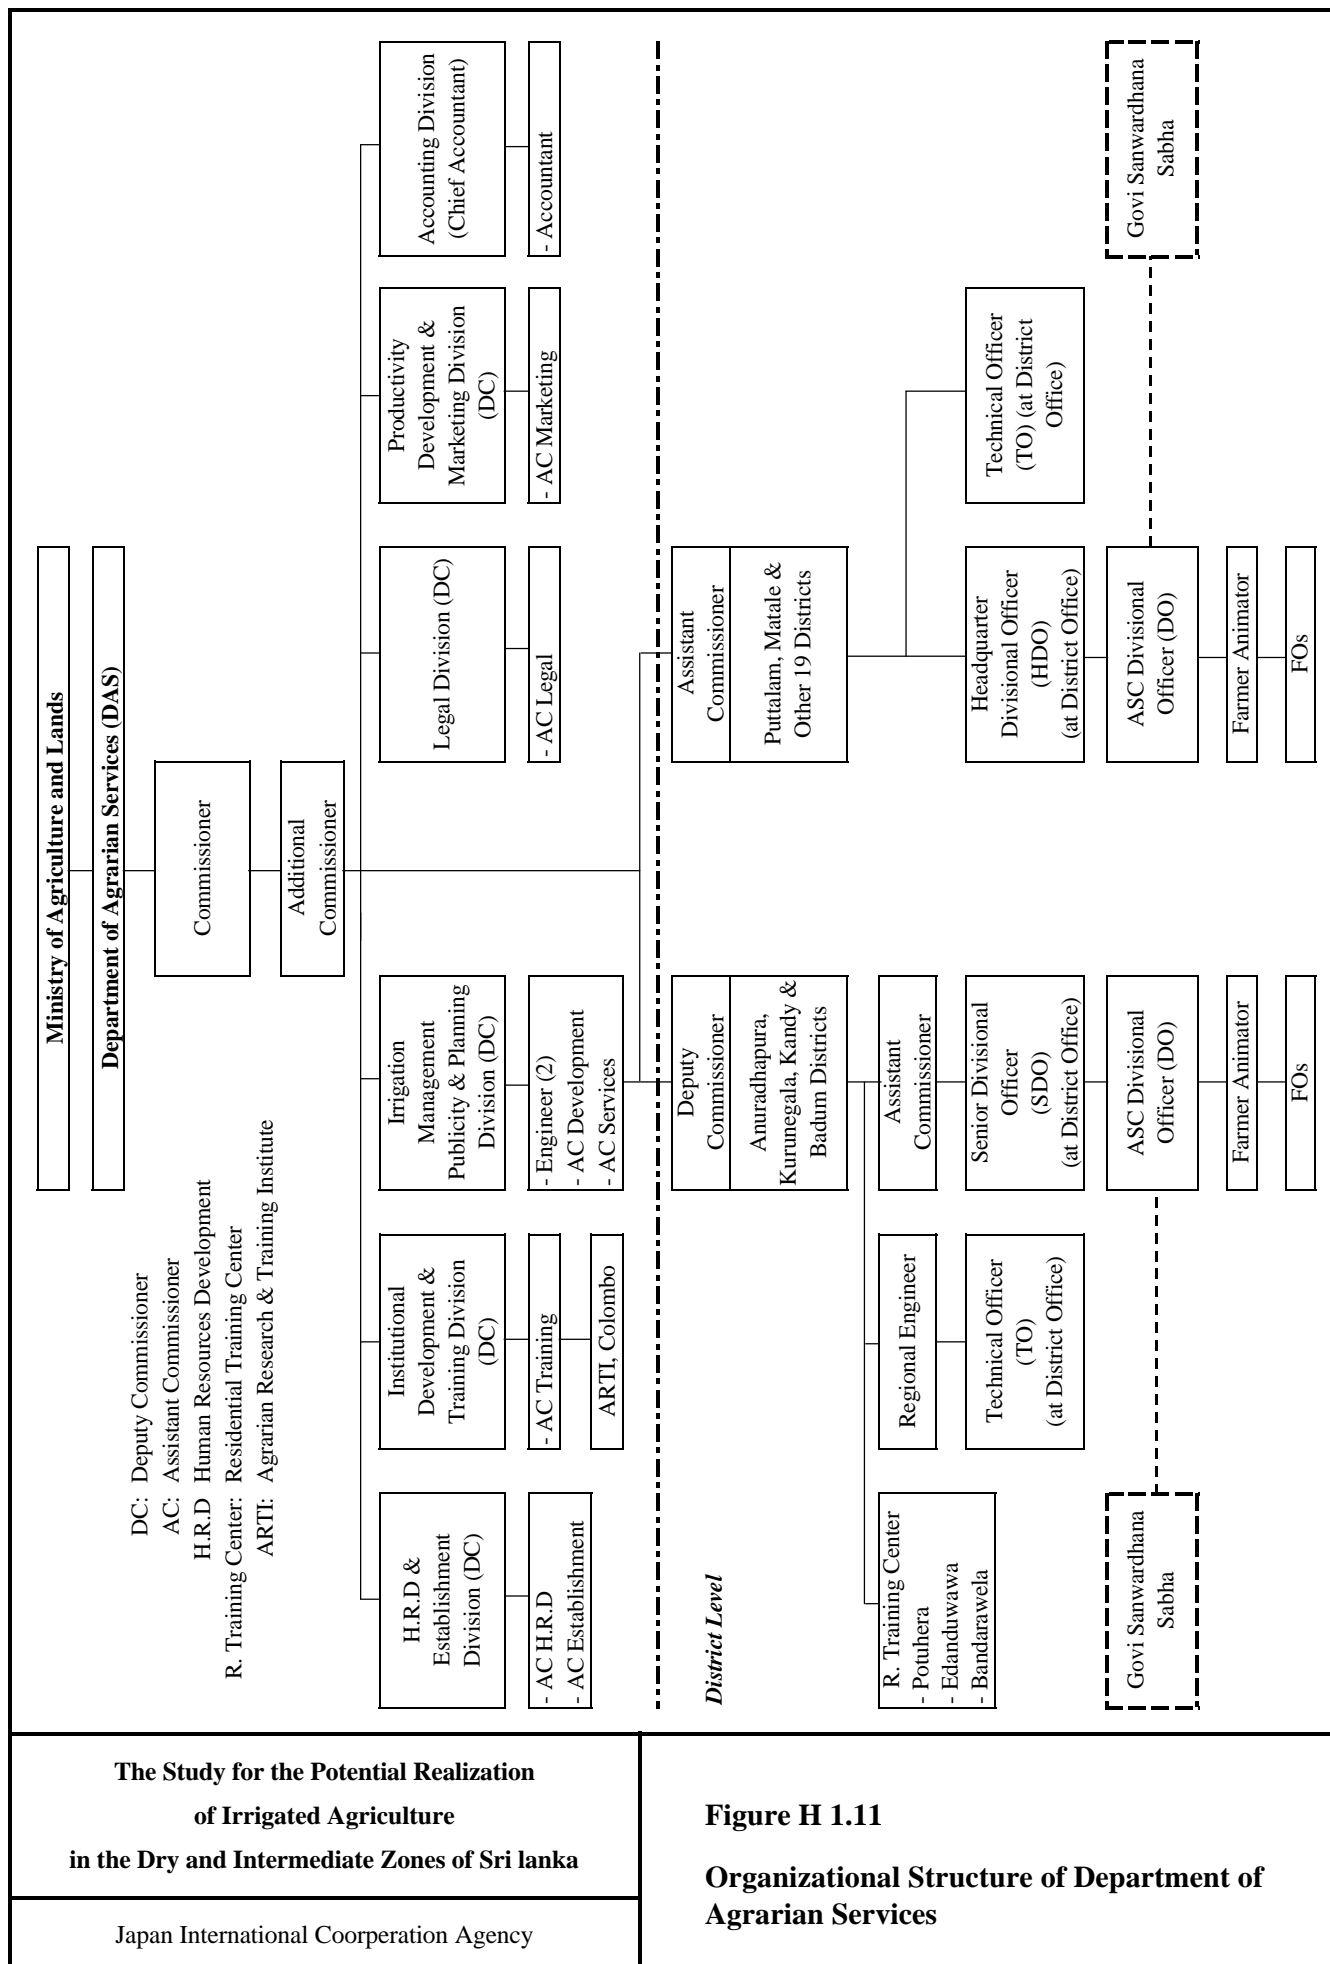 Ministry of Agriculture and Lands
Department of Agrarian Services (DAS)
Commissioner
Additional
Commissioner
DC: Deputy Commissioner
AC: Assistant Commissioner
H.R.D Human Resources Development
R. Training Center: Residential Training Center
ARTI: Agrarian Research & Training Institute
H.R.D &
Establishment
Division (DC)
- AC H.R.D
- AC Establishment
Institutional
Development &
Training Division
(DC)
- AC Training
ARTI, Colombo
Irrigation
Management
Publicity & Planning
Division (DC)
- Engineer (2)
- AC Development
- AC Services
Legal Division (DC)
- AC Legal
Productivity
Development &
Marketing Division
(DC)
- AC Marketing
Accounting Division
(Chief Accountant)
- Accountant
District Level
Deputy
Commissioner
Anuradhapura,
Kurunegala, Kandy &
Badum Districts
Assistant
Commissioner
Puttalam, Matale &
Other 19 Districts
R. Training Center
- Potuhera
- Edanduwawa
- Bandarawela
Regional Engineer
Technical Officer
(TO)
(at District Office)
Assistant
Commissioner
Senior Divisional
Officer
(SDO)
(at District Office)
Headquarter
Divisional Officer
(HDO)
(at District Office)
Technical Officer
(TO) (at District
Office)
Govi Sanwardhana
Sabha
ASC Divisional
Officer (DO)
ASC Divisional
Officer (DO)
Govi Sanwardhana
Sabha
Farmer Animator
Farmer Animator
FOs
FOs
The Study for the Potential Realization
of Irrigated Agriculture
in the Dry and Intermediate Zones of Sri lanka
Japan International Coorperation Agency
Figure H 1.11
Organizational Structure of Department of
Agrarian Services